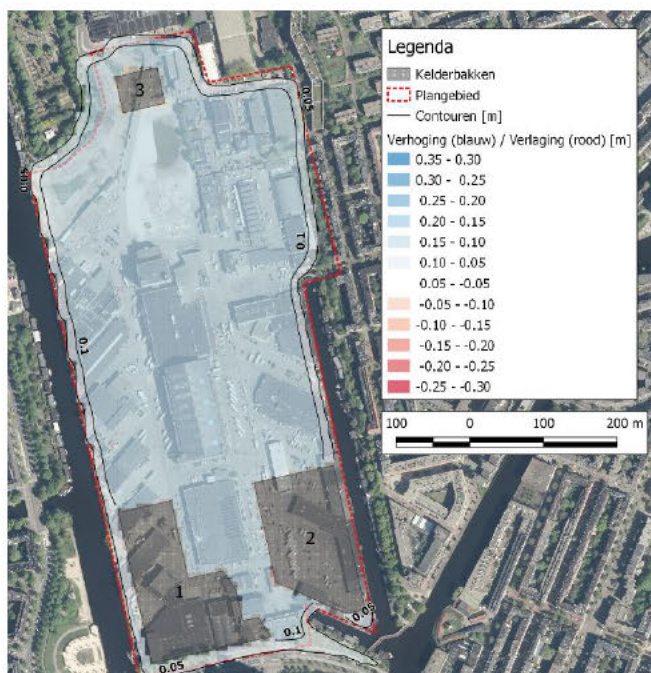 Legenda
Kelderbakken
Plangebied
Contouren [m]
Verhoging (blauw) / Verlaging (rood) [m]
0.35 - 0.30
0.30 - 0.25
0.25 - 0.20
0.20 - 0.15
0.15 - 0.10
0.10 - 0.05
0.05 - -0.05
-0.05 - -0.10
-0.10 - -0.15
-0.15 - -0.20
-0.20 - -0.25
-0.25 - -0.30
100 0 100 200 m
3
0.05
0.05
0.1
0.1
2
1
0.05
0.1
0.05